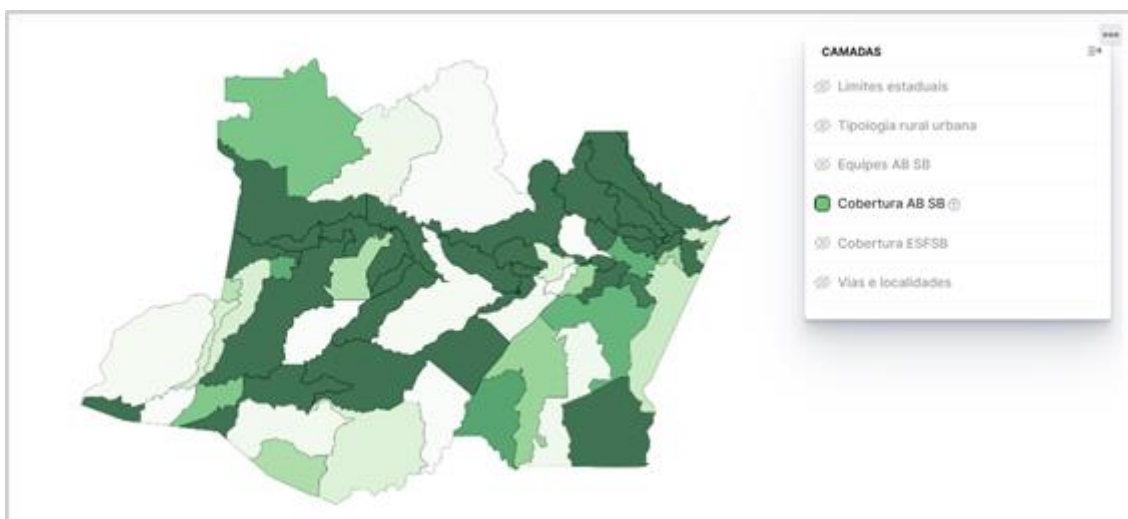 CAMADAS
Limites estaduais
Tipologia rural urbana
Equipes AB SB
Cobertura AB SB
Cobertura ESFSB
Vias e localidades